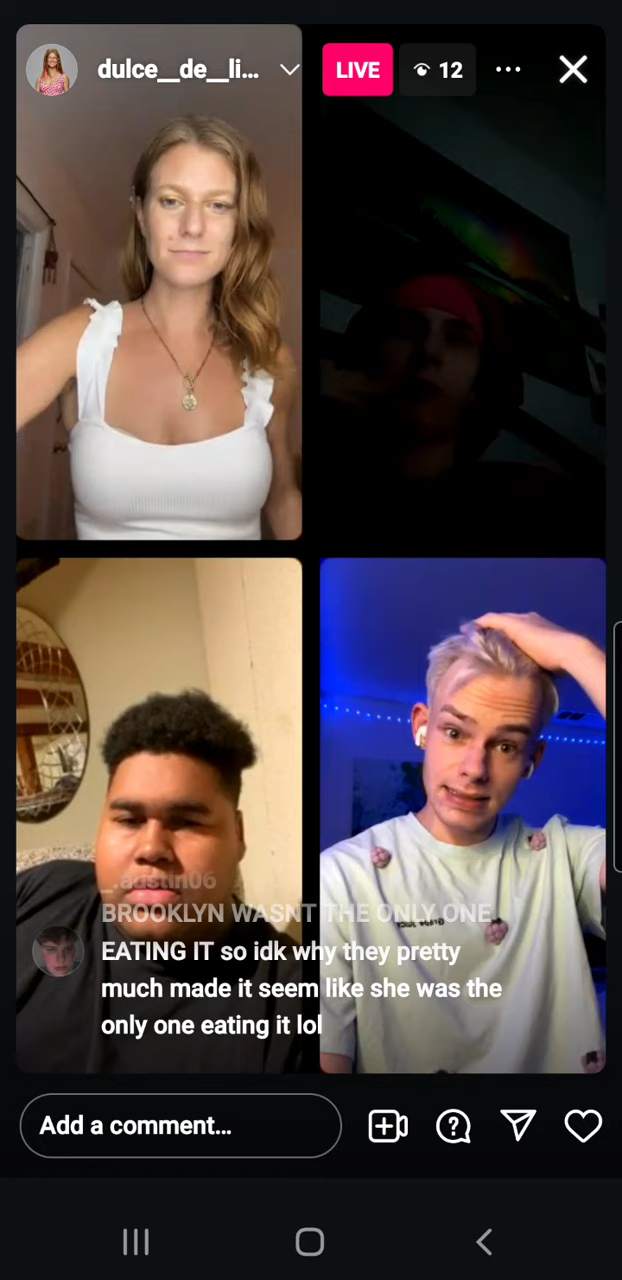 dulce__de__li...
LIVE
12
_.austin06
BROOKLYN WASNT THE ONLY ONE
EATING IT so idk why they pretty
much made it seem like she was the
only one eating it lol
Add a comment...